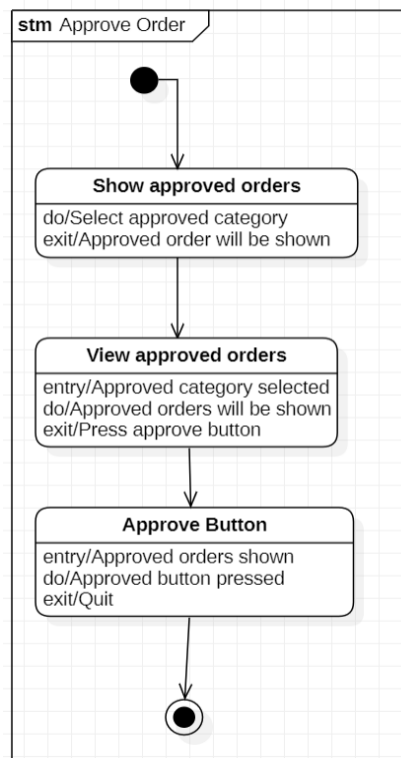 stm Approve Order
Show approved orders
do/Select approved category
exit/Approved order will be shown
View approved orders
entry/Approved category selected
do/Approved orders will be shown
exit/Press approve button
Approve Button
entry/Approved orders shown
do/Approved button pressed
exit/Quit